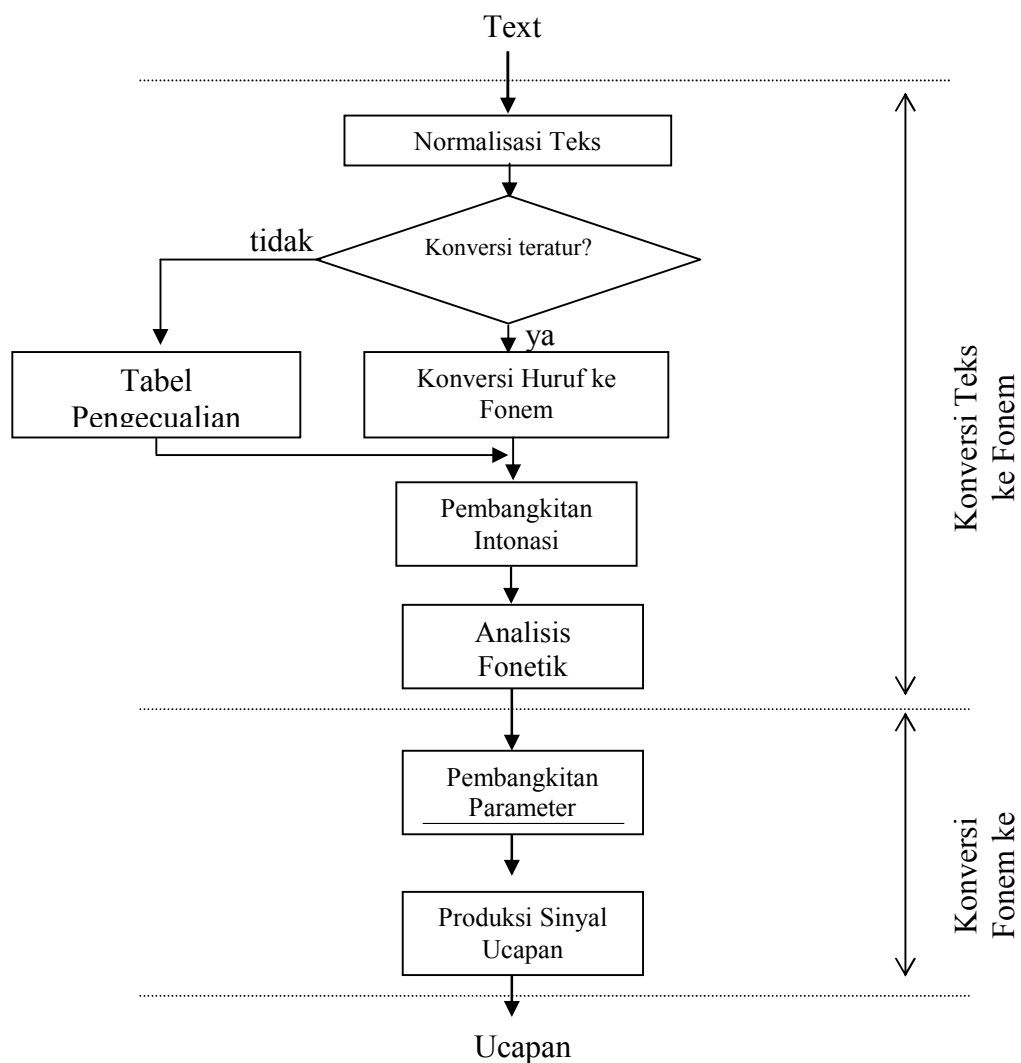 Text
Normalisasi Teks
Konversi teratur?
tidak
ya
Tabel
Pengecualian
Konversi Huruf ke
Fonem
Pembangkitan
Intonasi
Analisis
Fonetik
Konversi Teks
ke Fonem
Pembangkitan
Parameter
Produksi Sinyal
Ucapan
Konversi
Fonem ke
Ucapan